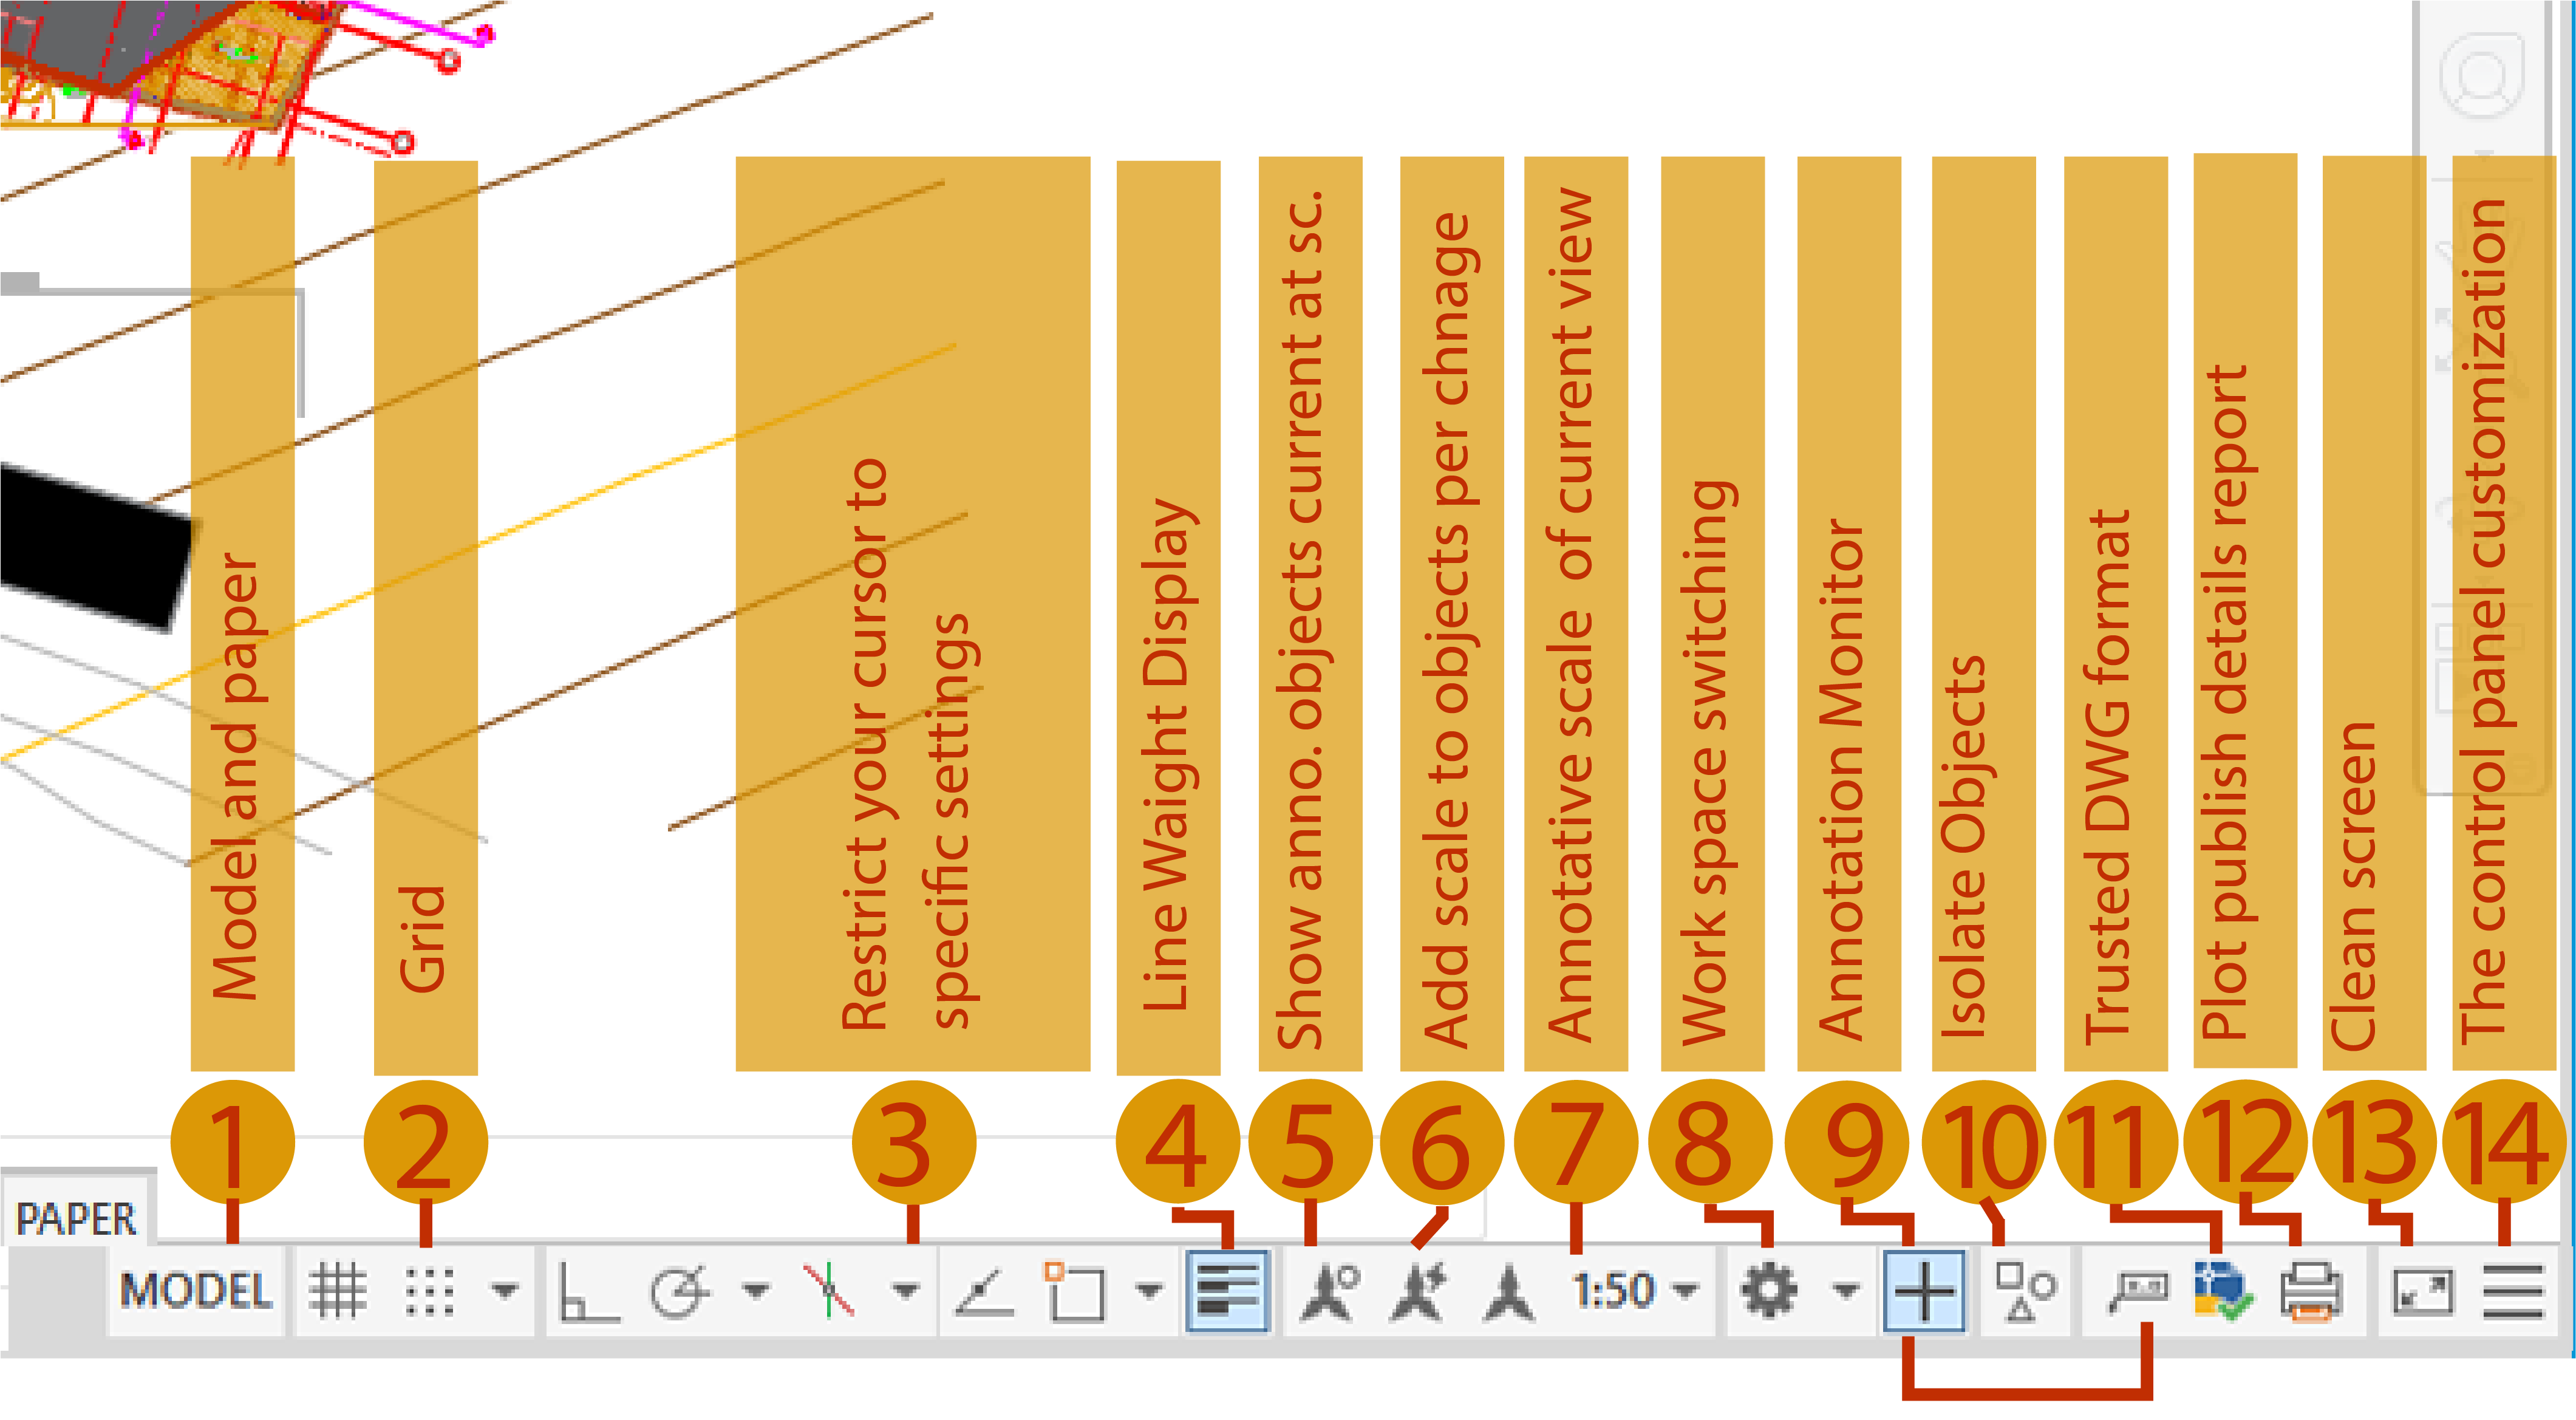 Model and paper
Grid
Restrict your cursor to
specific settings
Line Waight Display
Show anno. objects current at sc.
Add scale to objects per chnage
Annotative scale  of current view
Work space switching
Annotation Monitor
Isolate Objects
Trusted DWG format
Plot publish details report
Clean screen
The control panel customization
1 2 3 4 5 6 7 8 9 10 11 12 13 14
PAPER
MODEL 1:50